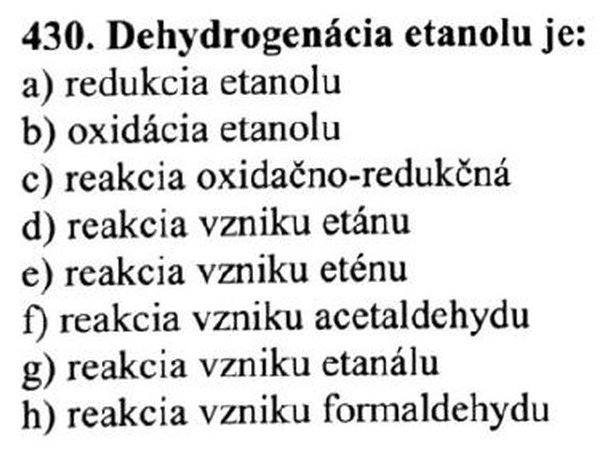 430. Dehydrogenácia etanolu je:
a) redukcia etanolu
b) oxidácia etanolu
c) reakcia oxidačno-redukčná
d) reakcia vzniku etánu
e) reakcia vzniku eténu
f) reakcia vzniku acetaldehydu
g) reakcia vzniku etanálu
h) reakcia vzniku formaldehydu